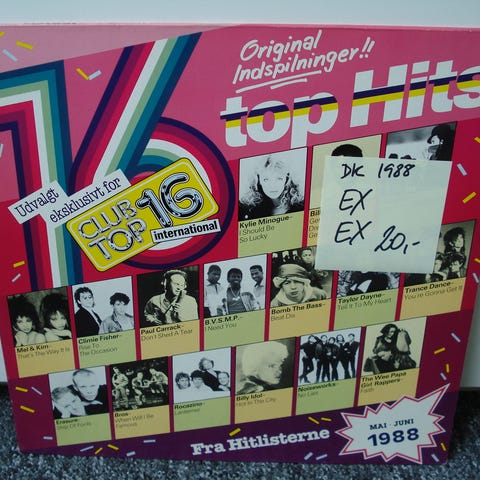 Original
Indspilninger!!
16
top Hits
Udvalgt
eksklusivt for
CLUB
TOP 16
international
DK 1988
EX
EX 20,-
Kylie Minogue-
I Should Be
So Lucky
Mel & Kim-
That's The Way It Is
Climie Fisher-
Rise To
The Occasion
Paul Carrack-
Don't Shed A Tear
B.V.S.M.P.-
I Need You
Bomb The Bass-
Beat Dis
Taylor Dayne-
Tell It To My Heart
Trance Dance-
You're Gonna Get It
Erasure-
Ship Of Fools
Bros-
When Will I Be
Famous
Rocazino-
Billy Idol-
Hot In The City
Noiseworks-
No Lies
The Wee Papa
Girl Rappers-
Faith
Fra Hitlisterne
MAI - JUNI
1988